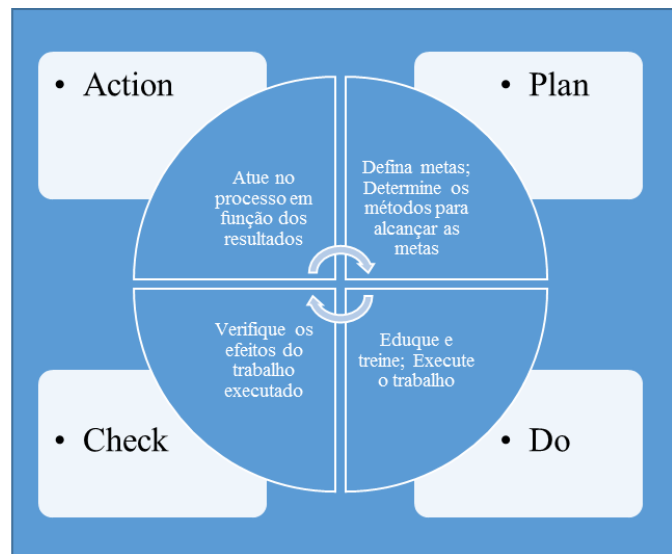 • Action
• Plan
Atue no
processo em
função dos
resultados
Defina metas;
Determine os
métodos para
alcançar as
metas
Verifique os
efeitos do
trabalho
executado
Eduque e
treine; Execute
o trabalho
• Check
• Do